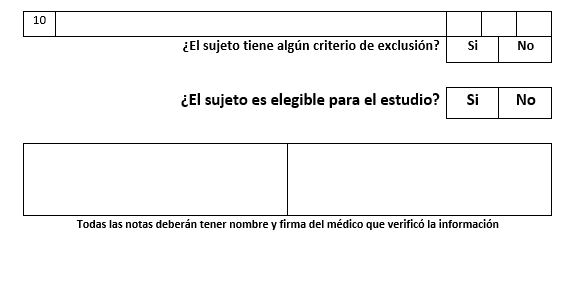 10
¿El sujeto tiene algún criterio de exclusión? Si No
¿El sujeto es elegible para el estudio? Si No
Todas las notas deberán tener nombre y firma del médico que verificó la información